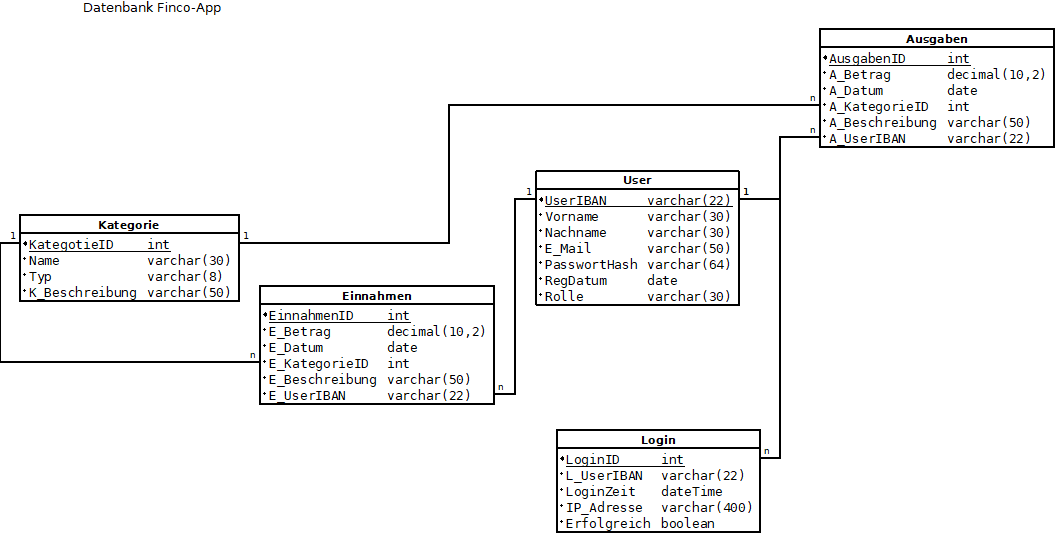 Datenbank Finco-App
Ausgaben
AusgabenID int
A_Betrag decimal(10,2)
A_Datum date
n A_KategorieID int
A_Beschreibung varchar(50)
n A_UserIBAN varchar(22)
User
1 UserIBAN varchar(22) 1
Vorname varchar(30)
Nachname varchar(30)
E_Mail varchar(50)
PasswortHash varchar(64)
RegDatum date
Rolle varchar(30)
Kategorie
1 KategotieID int 1
Name varchar(30)
Typ varchar(8)
K_Beschreibung varchar(50)
Einnahmen
EinnahmenID int
E_Betrag decimal(10,2)
E_Datum date
n E_KategorieID int
E_Beschreibung varchar(50)
E_UserIBAN varchar(22) n
Login
LoginID int n
L_UserIBAN varchar(22)
LoginZeit dateTime
IP_Adresse varchar(400)
Erfolgreich boolean